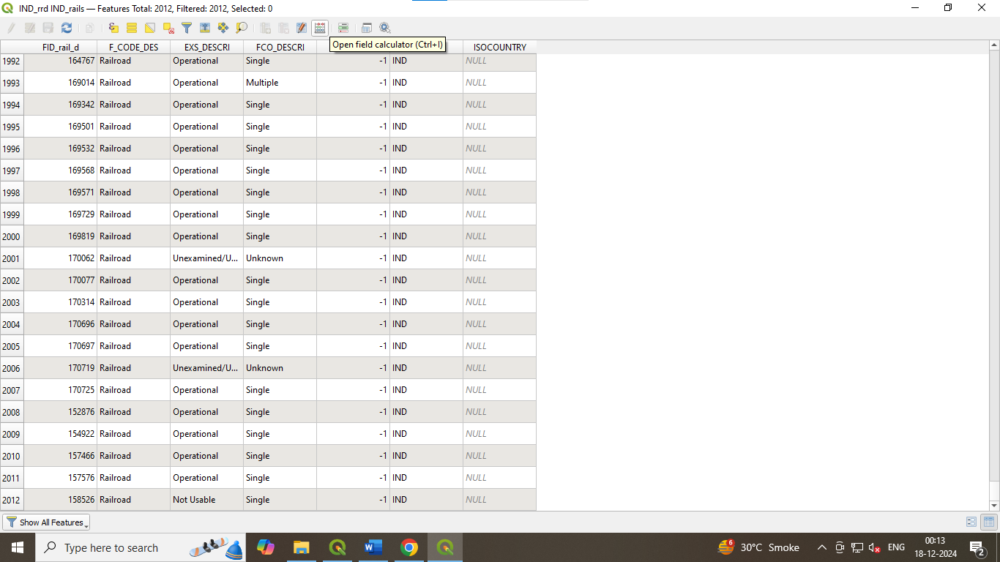 IND_rrd IND_rails — Features Total: 2012, Filtered: 2012, Selected: 0
Open field calculator (Ctrl+I)
FID_rail_d F_CODE_DES EXS_DESCRI FCO_DESCRI ISOCOUNTRY
1992 164767 Railroad Operational Single -1 IND NULL
1993 169014 Railroad Operational Multiple -1 IND NULL
1994 169342 Railroad Operational Single -1 IND NULL
1995 169501 Railroad Operational Single -1 IND NULL
1996 169532 Railroad Operational Single -1 IND NULL
1997 169568 Railroad Operational Single -1 IND NULL
1998 169571 Railroad Operational Single -1 IND NULL
1999 169729 Railroad Operational Single -1 IND NULL
2000 169819 Railroad Operational Single -1 IND NULL
2001 170062 Railroad Unexamined/U... Unknown -1 IND NULL
2002 170077 Railroad Operational Single -1 IND NULL
2003 170314 Railroad Operational Single -1 IND NULL
2004 170696 Railroad Operational Single -1 IND NULL
2005 170697 Railroad Operational Single -1 IND NULL
2006 170719 Railroad Unexamined/U... Unknown -1 IND NULL
2007 170725 Railroad Operational Single -1 IND NULL
2008 152876 Railroad Operational Single -1 IND NULL
2009 154922 Railroad Operational Single -1 IND NULL
2010 157466 Railroad Operational Single -1 IND NULL
2011 157576 Railroad Operational Single -1 IND NULL
2012 158526 Railroad Not Usable Single -1 IND NULL
Show All Features
Type here to search 6 30°C Smoke ENG 00:13 2
18-12-2024